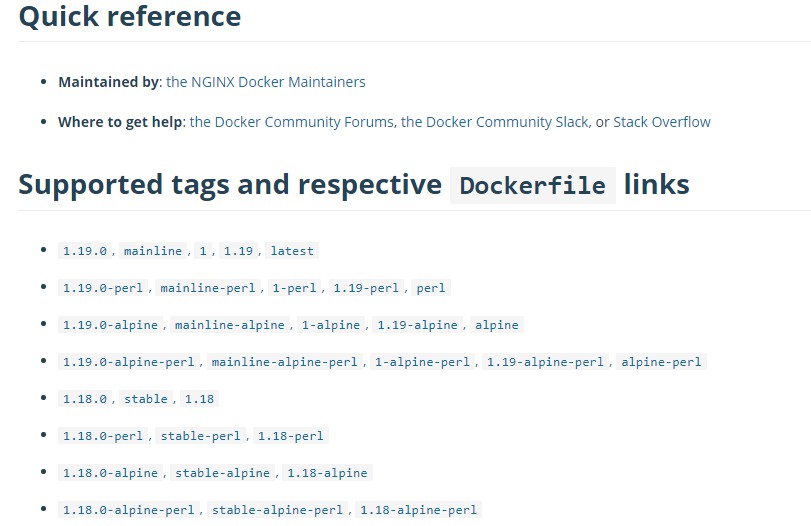 Quick reference
Maintained by: the NGINX Docker Maintainers
Where to get help: the Docker Community Forums, the Docker Community Slack, or Stack Overflow
Supported tags and respective Dockerfile links
1.19.0, mainline, 1, 1.19, latest
1.19.0-perl, mainline-perl, 1-perl, 1.19-perl, perl
1.19.0-alpine, mainline-alpine, 1-alpine, 1.19-alpine, alpine
1.19.0-alpine-perl, mainline-alpine-perl, 1-alpine-perl, 1.19-alpine-perl, alpine-perl
1.18.0, stable, 1.18
1.18.0-perl, stable-perl, 1.18-perl
1.18.0-alpine, stable-alpine, 1.18-alpine
1.18.0-alpine-perl, stable-alpine-perl, 1.18-alpine-perl